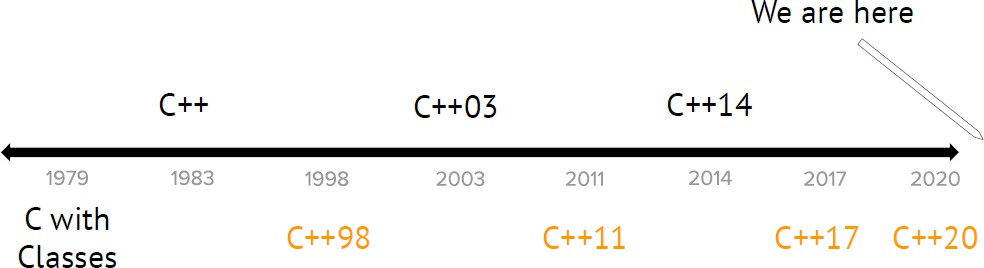 We are here
C++ C++03 C++14
1979 1983 1998 2003 2011 2014 2017 2020
C with
Classes
C++98 C++11 C++17 C++20